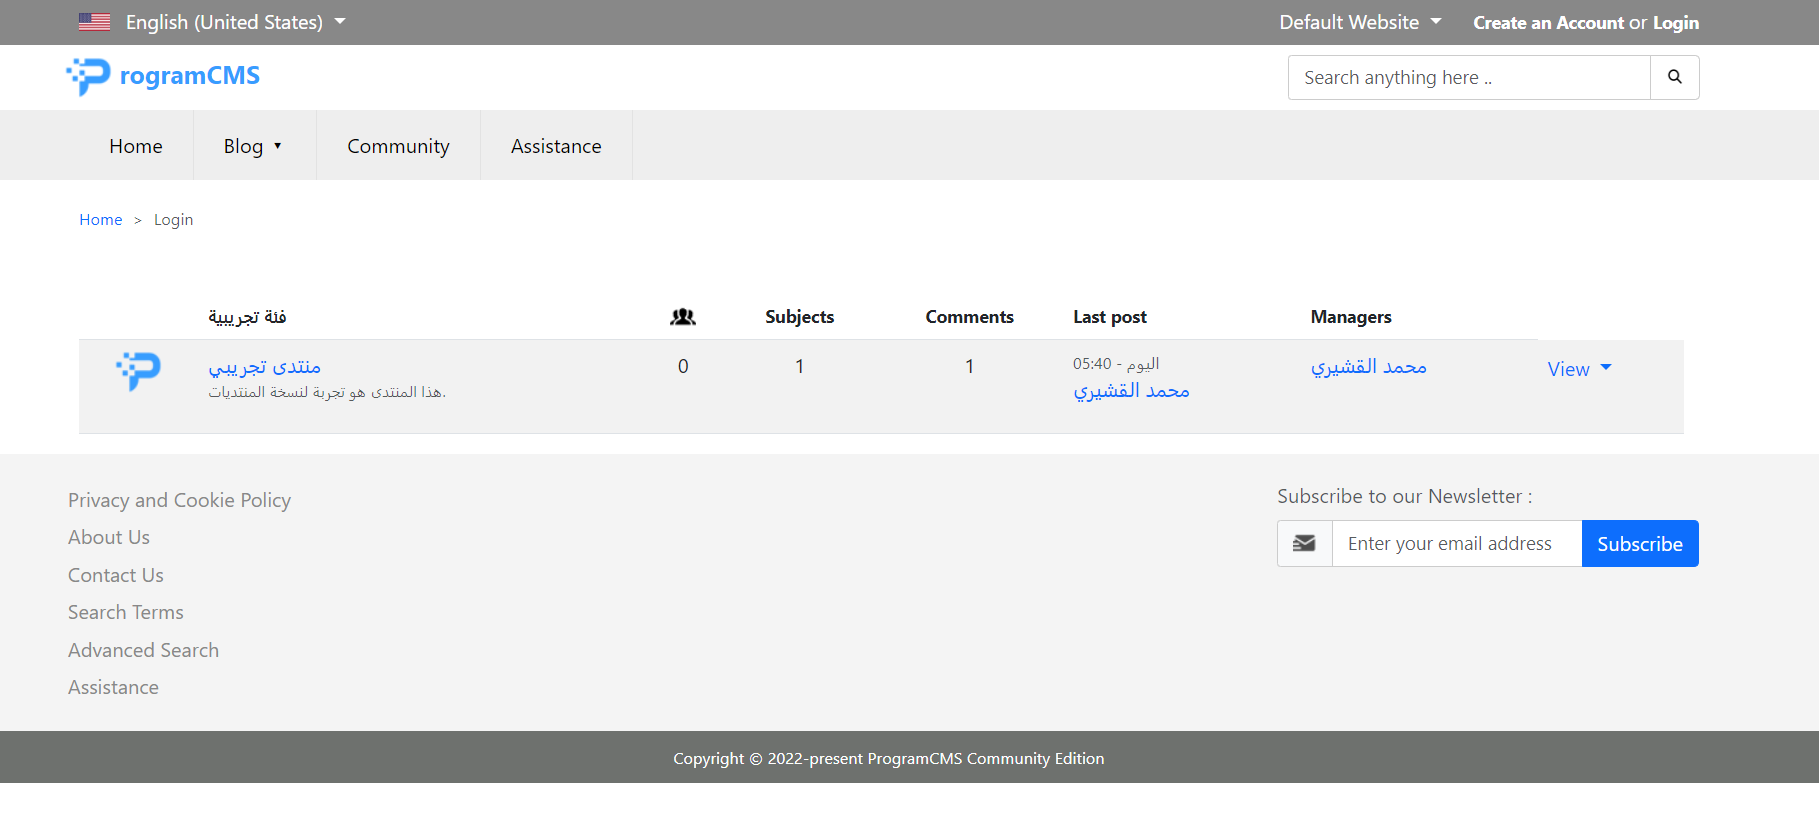 English (United States)
Default Website
Create an Account or Login
rogramCMS
Search anything here ..
Home
Blog ▼
Community
Assistance
Home > Login
فئة تجريبية
Subjects
Comments
Last post
Managers
منتدى تجريبي
هذا المنتدى هو تجربة لنسخة المنتديات.
0
1
1
اليوم - 05:40
محمد القشيري
محمد القشيري
View
Privacy and Cookie Policy
About Us
Contact Us
Search Terms
Advanced Search
Assistance
Subscribe to our Newsletter :
Enter your email address
Subscribe
Copyright © 2022-present ProgramCMS Community Edition